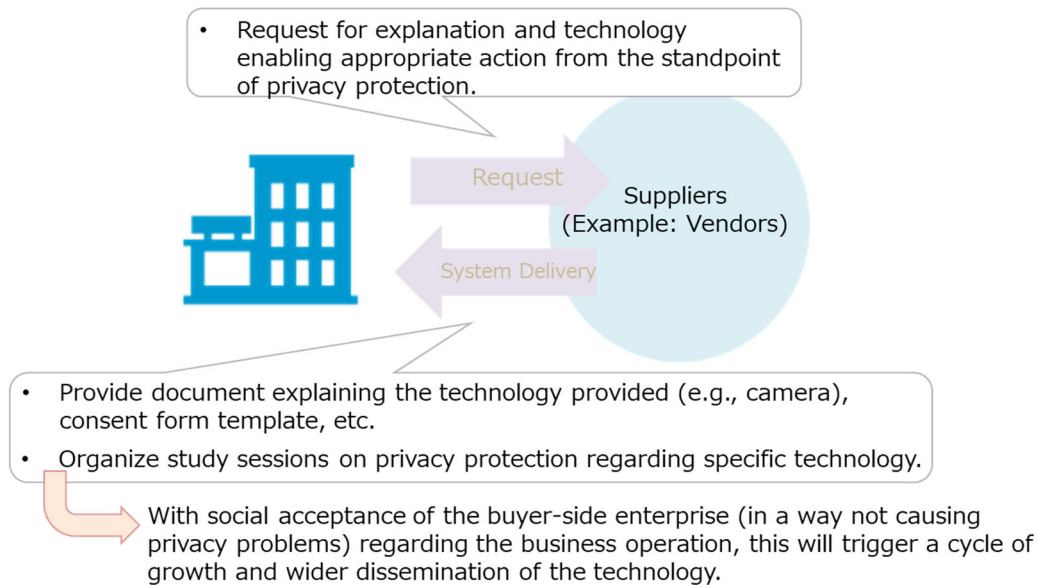 • Request for explanation and technology
enabling appropriate action from the standpoint
of privacy protection.
Request
Suppliers
(Example: Vendors)
System Delivery
• Provide document explaining the technology provided (e.g., camera),
consent form template, etc.
• Organize study sessions on privacy protection regarding specific technology.
With social acceptance of the buyer-side enterprise (in a way not causing
privacy problems) regarding the business operation, this will trigger a cycle of
growth and wider dissemination of the technology.